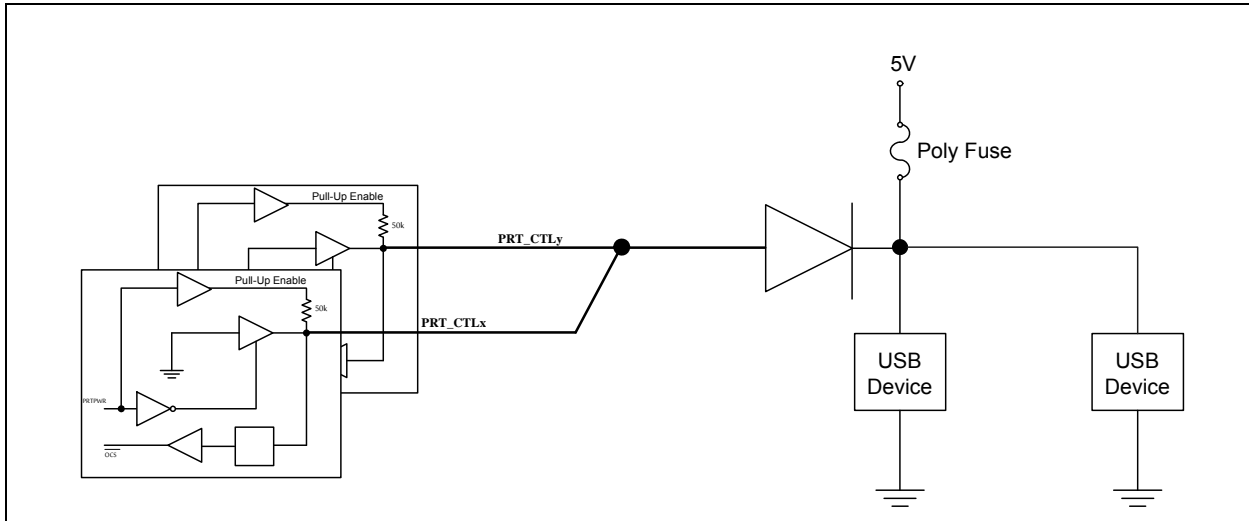 5V
Poly Fuse
Pull-Up Enable
50k
PRT_CTLy
Pull-Up Enable
50k
PRT_CTLx
PRTPWR
OCS
USB
Device
USB
Device